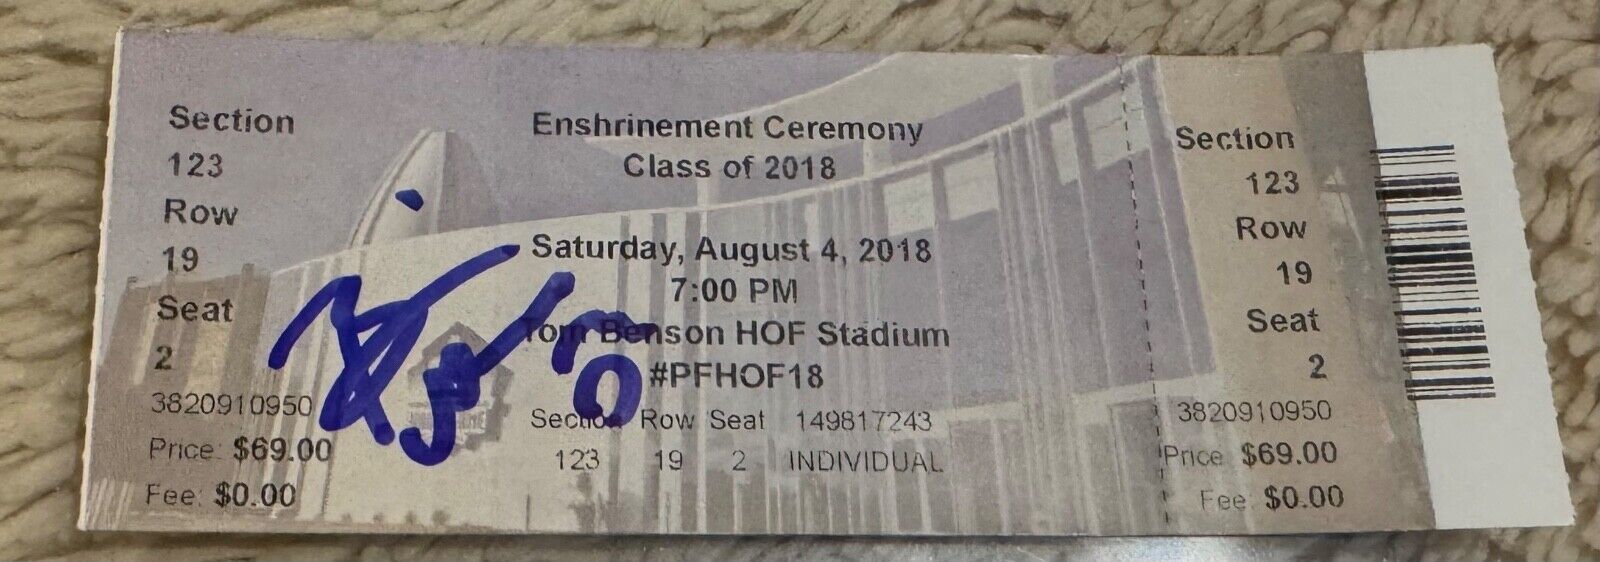 Section
123
Row
19
Seat
2
3820910950
Price: $69.00
Fee: $0.00
Enshrinement Ceremony
Class of 2018
Saturday, August 4, 2018
7:00 PM
Tom Benson HOF Stadium
#PFHOF18
Section Row Seat 149817243
123 19 2 INDIVIDUAL
Section
123
Row
19
Seat
2
3820910950
Price $69.00
Fee: $0.00